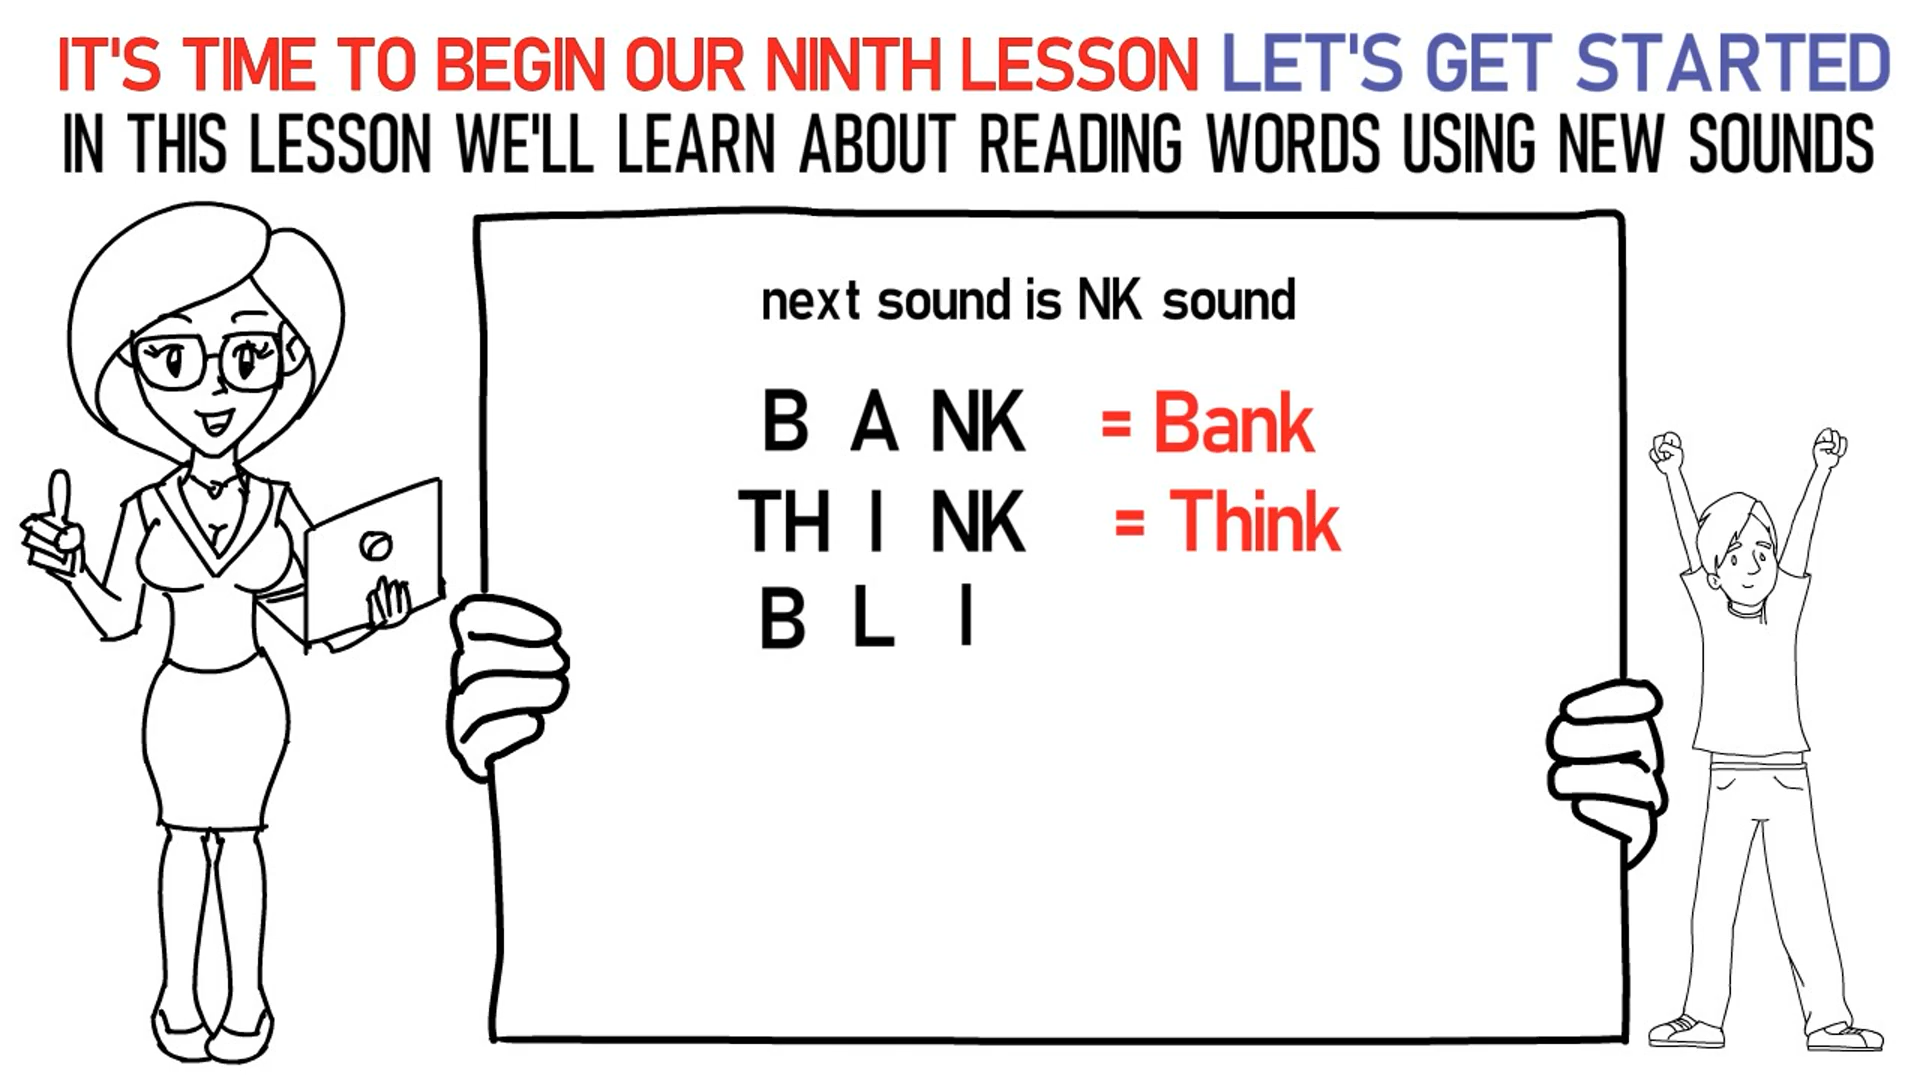 IT'S TIME TO BEGIN OUR NINTH LESSON LET'S GET STARTED
IN THIS LESSON WE'LL LEARN ABOUT READING WORDS USING NEW SOUNDS
next sound is NK sound
B A NK = Bank
TH I NK = Think
B L I